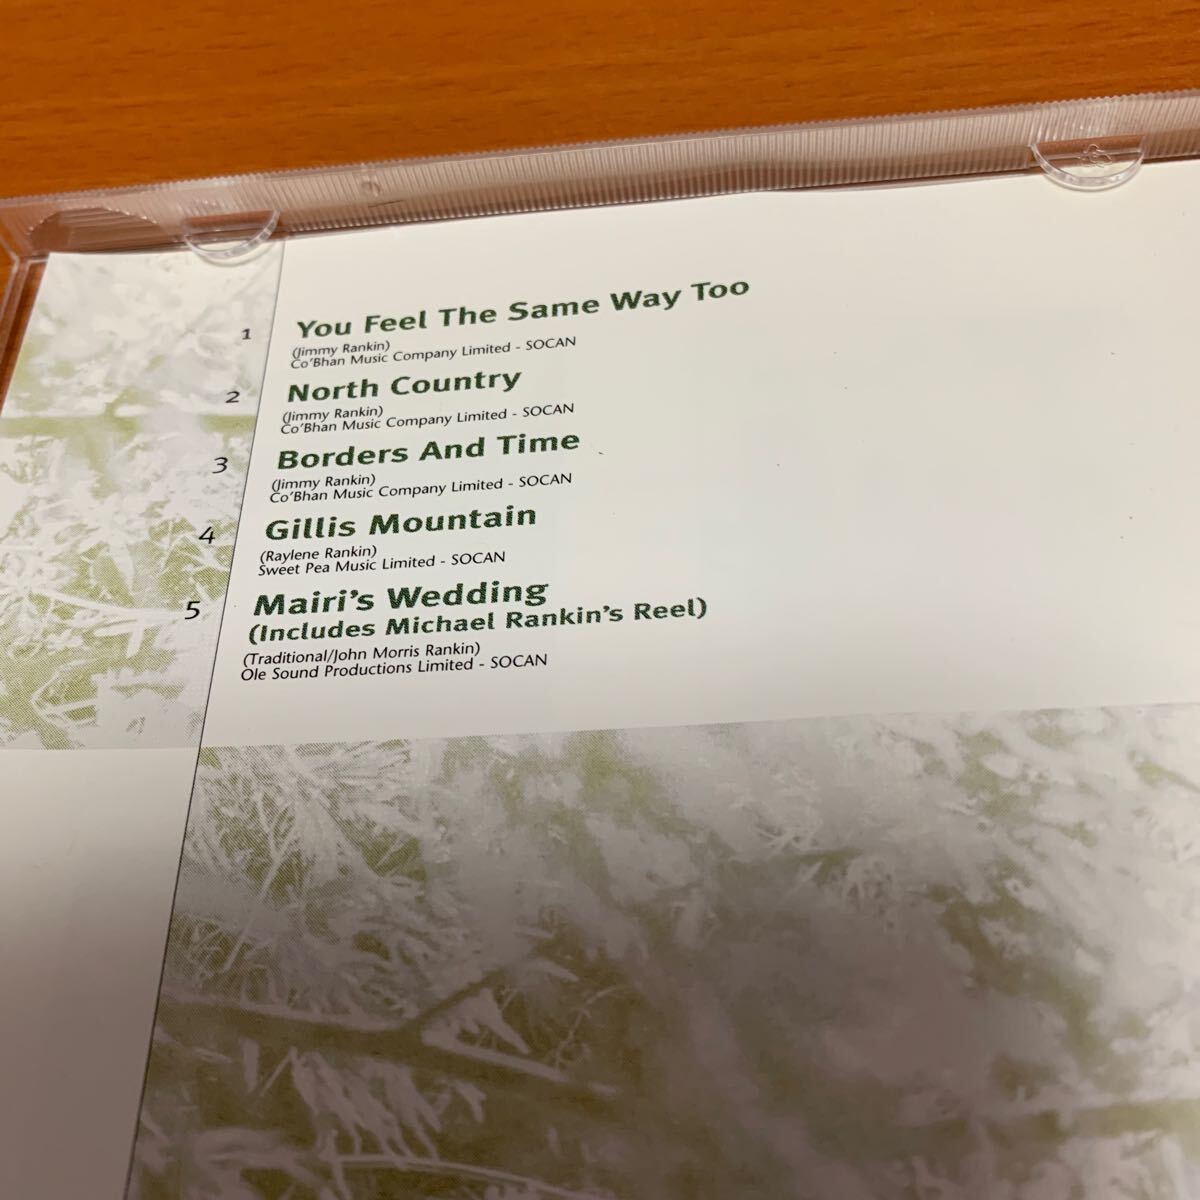 1 You Feel The Same Way Too
(Jimmy Rankin)
Co'Bhan Music Company Limited - SOCAN
2 North Country
(Jimmy Rankin)
Co'Bhan Music Company Limited - SOCAN
3 Borders And Time
(Jimmy Rankin)
Co'Bhan Music Company Limited - SOCAN
4 Gillis Mountain
(Raylene Rankin)
Sweet Pea Music Limited - SOCAN
5 Mairi's Wedding
(Includes Michael Rankin's Reel)
(Traditional/John Morris Rankin)
Ole Sound Productions Limited - SOCAN